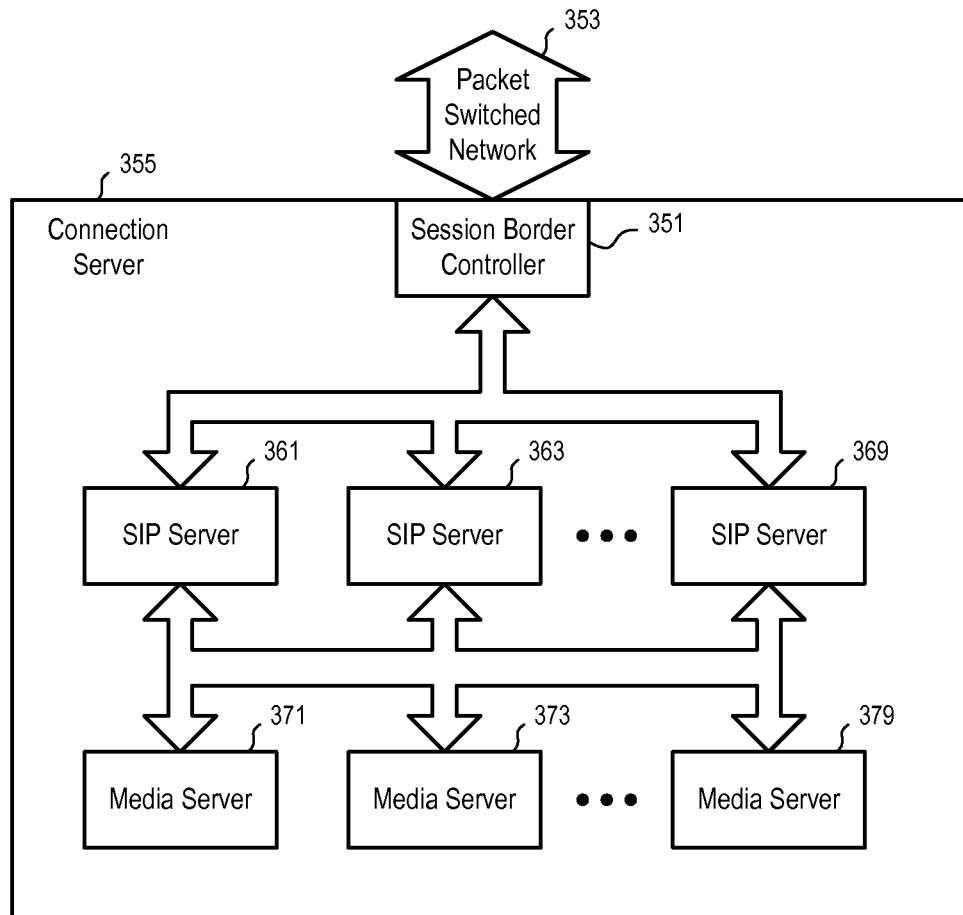 353
Packet
Switched
Network
355
Connection
Server
Session Border
Controller
351
361
363
369
SIP Server
SIP Server
SIP Server
371
373
379
Media Server
Media Server
Media Server